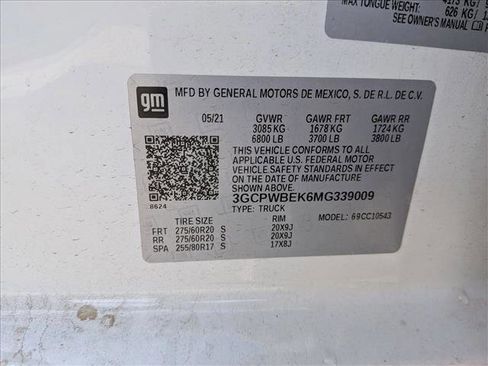 4173 KG/
MAX TONGUE WEIGHT:
626 KG /
SEE OWNER'S MANUAL
gm
MFD BY GENERAL MOTORS DE MEXICO, S. DE R.L. DE C.V.
05/21 GVWR GAWR FRT GAWR RR
3085 KG 1678 KG 1724 KG
6800 LB 3700 LB 3800 LB
THIS VEHICLE CONFORMS TO ALL
APPLICABLE U.S. FEDERAL MOTOR
VEHICLE SAFETY STANDARDS IN EFFECT
ON THE DATE OF MANUFACTURE SHOWN ABOVE.
3GCPWBEK6MG339009
8624
TYPE: TRUCK
TIRE SIZE RIM MODEL: 69CC10543
FRT 275/60R20 S 20X9J
RR 275/60R20 S 20X9J
SPA 255/80R17 S 17X8J